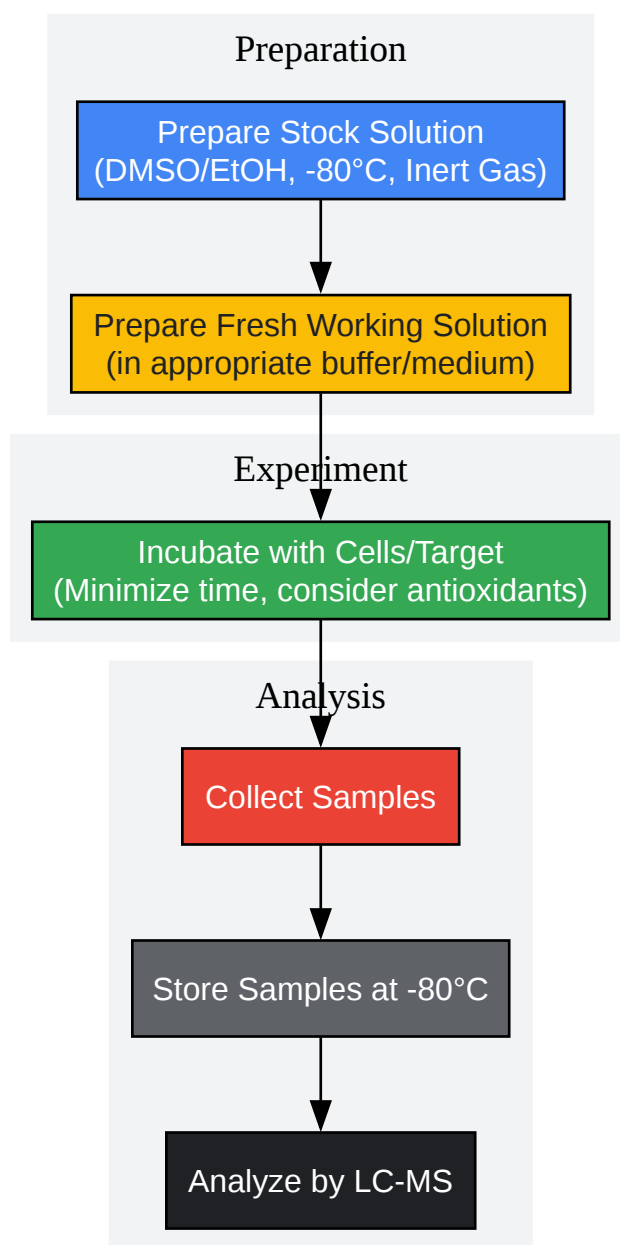 Preparation
Prepare Stock Solution
(DMSO/EtOH, -80°C, Inert Gas)
Prepare Fresh Working Solution
(in appropriate buffer/medium)
Experiment
Incubate with Cells/Target
(Minimize time, consider antioxidants)
Analysis
Collect Samples
Store Samples at -80°C
Analyze by LC-MS